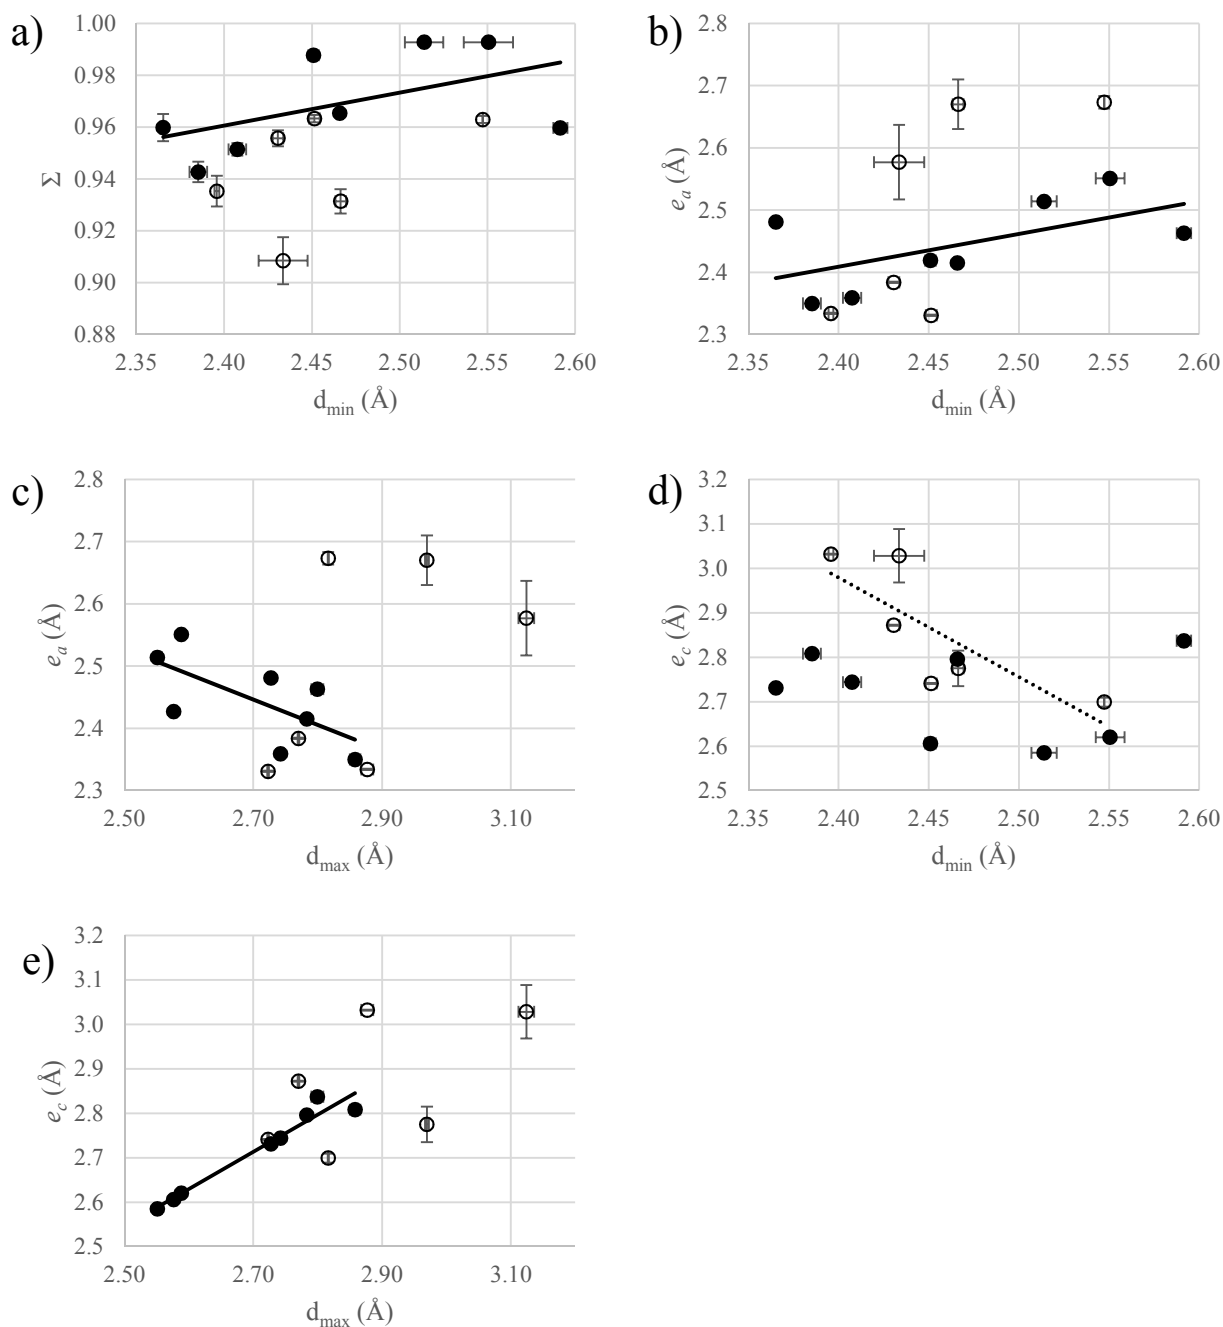 a)
1.00
0.98
0.96
0.94
0.92
0.90
0.88
Σ
2.35 2.40 2.45 2.50 2.55 2.60
dmin (Å)
b)
2.8
2.7
2.6
2.5
2.4
2.3
ea (Å)
2.35 2.40 2.45 2.50 2.55 2.60
dmin (Å)
c)
2.8
2.7
2.6
2.5
2.4
2.3
ea (Å)
2.50 2.70 2.90 3.10
dmax (Å)
d)
3.2
3.1
3.0
2.9
2.8
2.7
2.6
2.5
ec (Å)
2.35 2.40 2.45 2.50 2.55 2.60
dmin (Å)
e)
3.2
3.1
3.0
2.9
2.8
2.7
2.6
2.5
ec (Å)
2.50 2.70 2.90 3.10
dmax (Å)